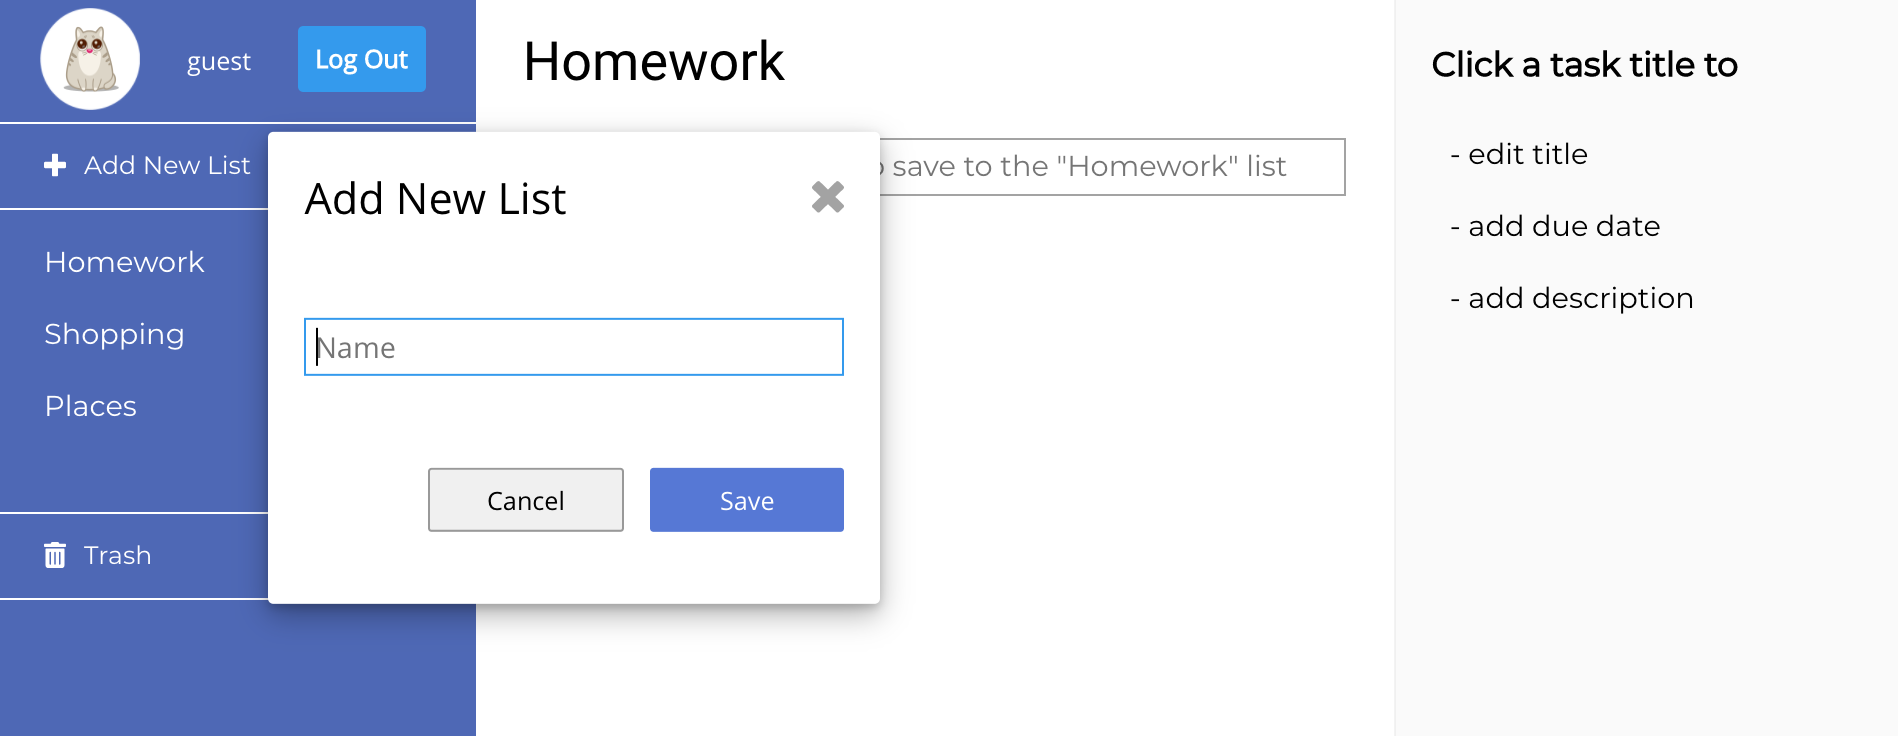 guest
Log Out
Add New List
Homework
Shopping
Places
Trash
Homework
save to the "Homework" list
Add New List
Name
Cancel
Save
Click a task title to
- edit title
- add due date
- add description